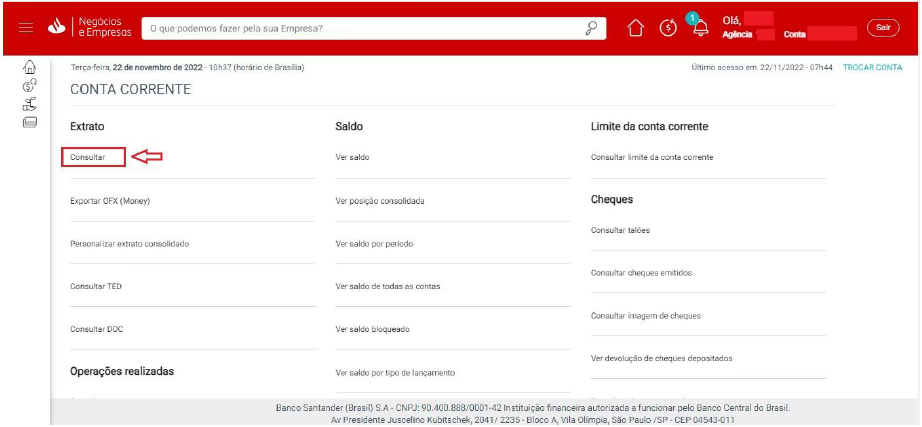 Negócios
e Empresas
O que podemos fazer pela sua Empresa?
1
Olá,
Agência Conta
Sair
Terça-feira, 22 de novembro de 2022 - 10h37 (horário de Brasília)
Último acesso em 22/11/2022 - 07h44 TROCAR CONTA
CONTA CORRENTE
Extrato
Consultar
Exportar OFX (Money)
Personalizar extrato consolidado
Consultar TED
Consultar DOC
Operações realizadas
Saldo
Ver saldo
Ver posição consolidada
Ver saldo por período
Ver saldo de todas as contas
Ver saldo bloqueado
Ver saldo por tipo de lançamento
Limite da conta corrente
Consultar limite da conta corrente
Cheques
Consultar talões
Consultar cheques emitidos
Consultar imagem de cheques
Ver devolução de cheques depositados
Banco Santander (Brasil) S.A - CNPJ: 90.400.888/0001-42 Instituição financeira autorizada a funcionar pelo Banco Central do Brasil.
Av Presidente Juscelino Kubitschek, 2041/ 2235 - Bloco A, Vila Olímpia, São Paulo /SP - CEP 04543-011